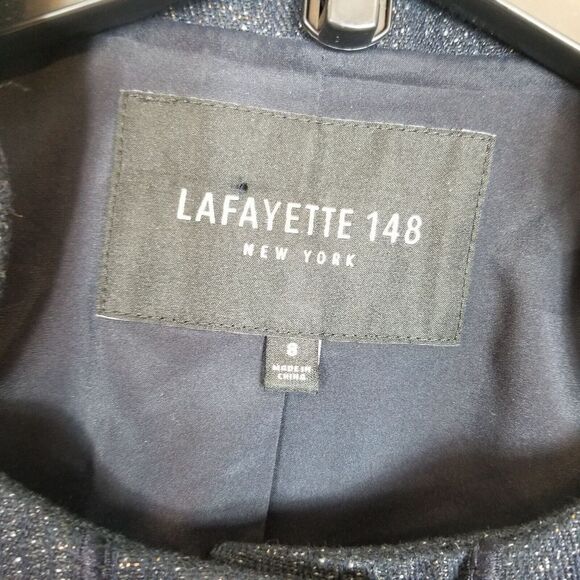 LAFAYETTE 148
NEW YORK
8
MADE IN
CHINA